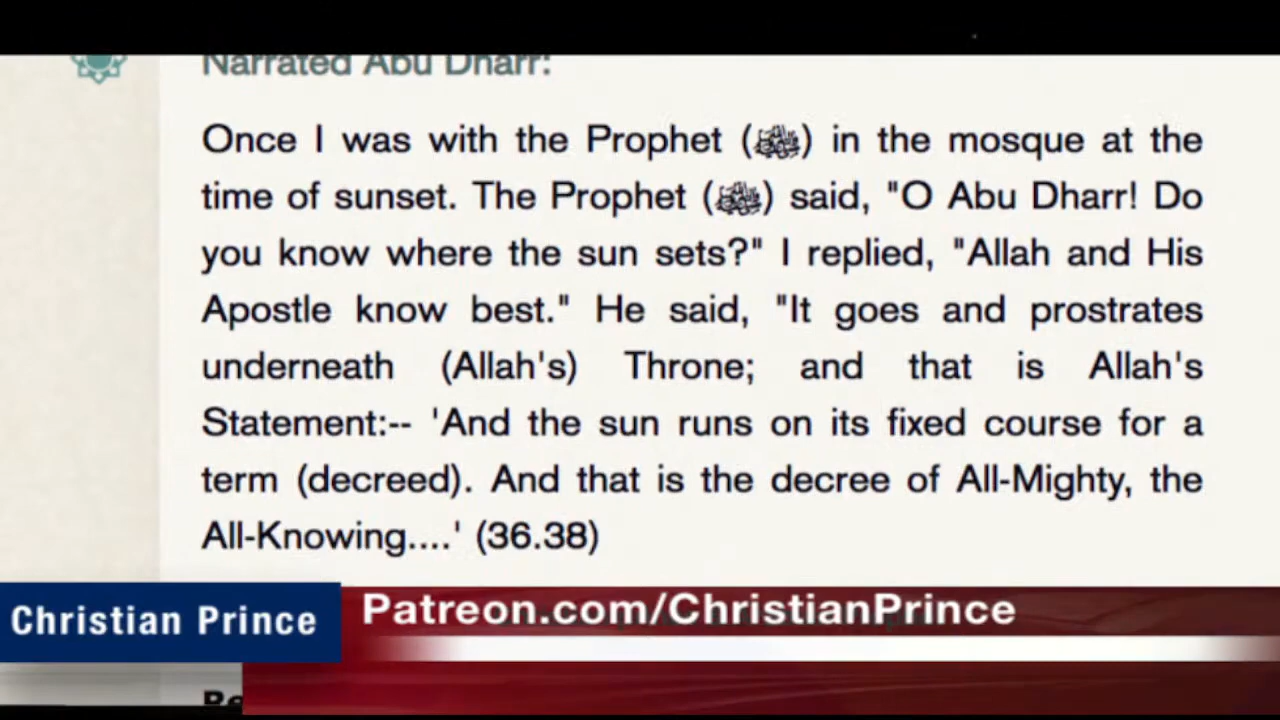 Narrated Abu Dharr:
Once I was with the Prophet (ﷺ) in the mosque at the
time of sunset. The Prophet (ﷺ) said, "O Abu Dharr! Do
you know where the sun sets?" I replied, "Allah and His
Apostle know best." He said, "It goes and prostrates
underneath (Allah's) Throne; and that is Allah's
Statement:-- 'And the sun runs on its fixed course for a
term (decreed). And that is the decree of All-Mighty, the
All-Knowing....' (36.38)
Christian Prince
Patreon.com/ChristianPrince